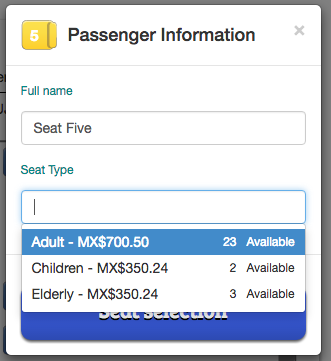 5 Passenger Information ×
Full name
Seat Five
Seat Type
Adult - MX$700.50 23 Available
Children - MX$350.24 2 Available
Elderly - MX$350.24 3 Available
Seat selection